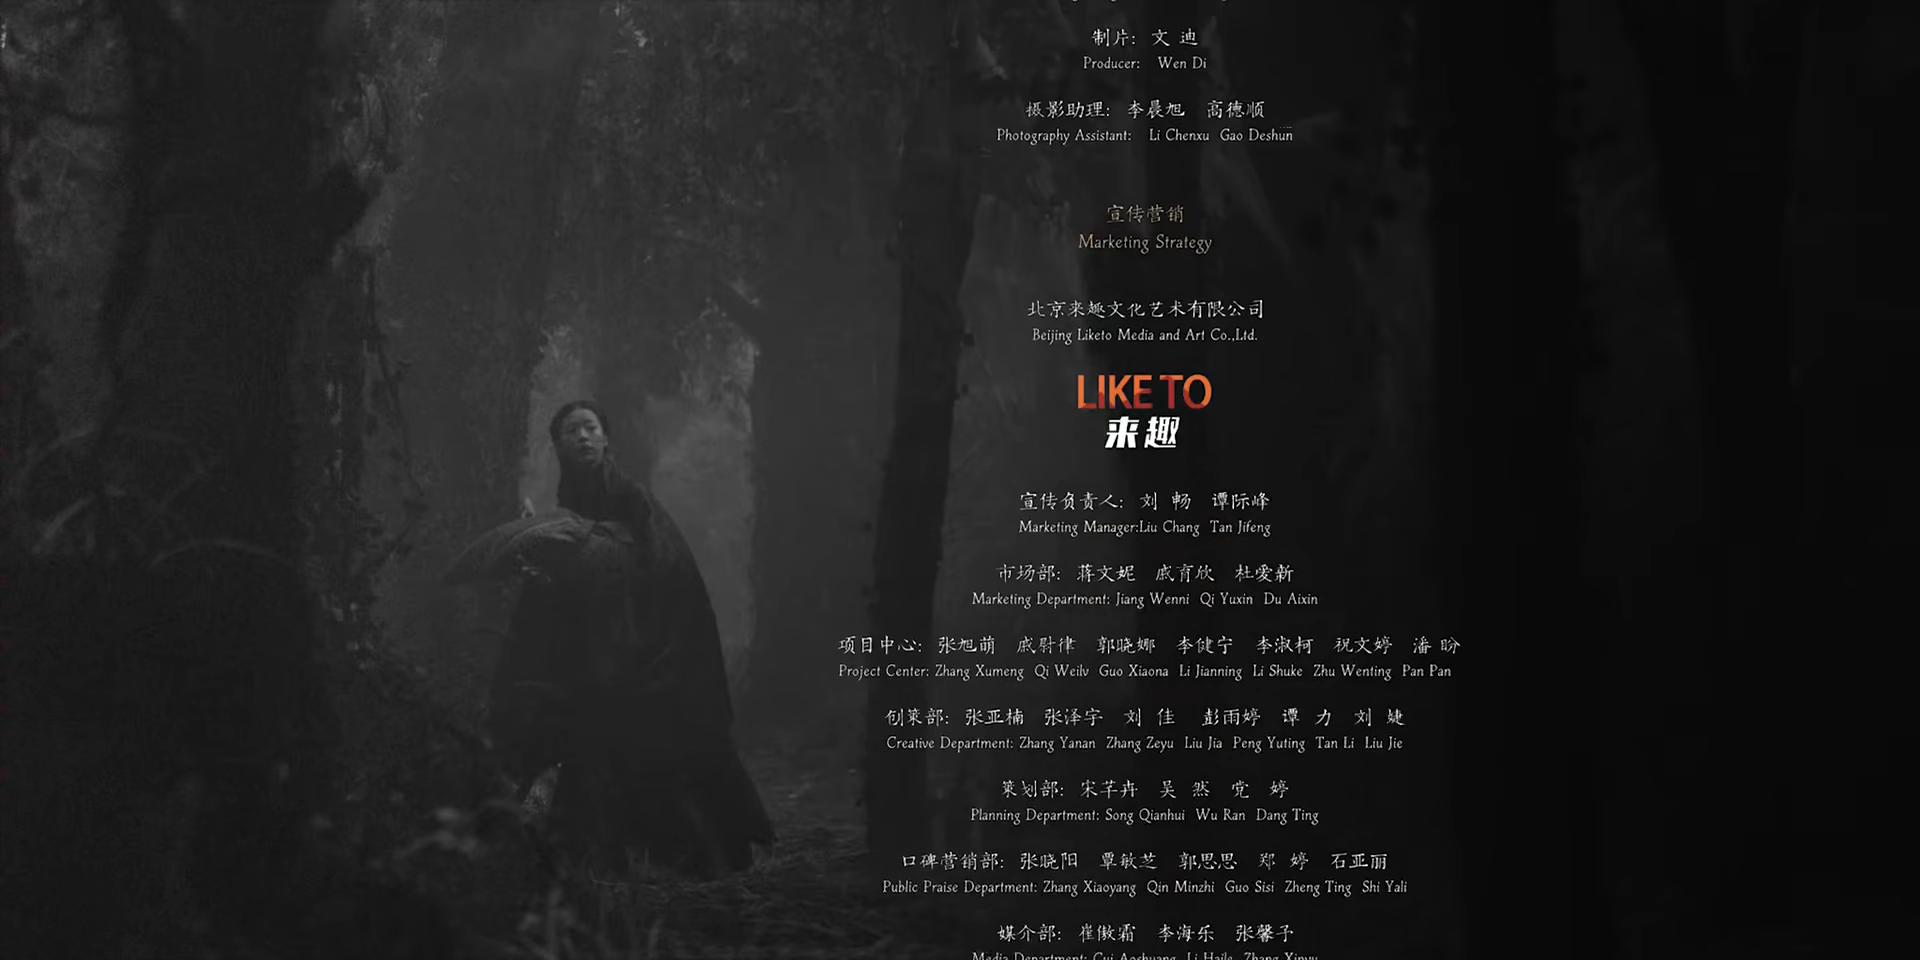 制片: 文 迪
Producer: Wen Di
摄影助理: 李晨旭 高德顺
Photography Assistant: Li Chenxu Gao Deshun
宣传营销
Marketing Strategy
北京来趣文化艺术有限公司
Beijing Liketo Media and Art Co.,Ltd.
LIKE TO
来趣
宣传负责人: 刘 畅 谭际峰
Marketing Manager:Liu Chang Tan Jifeng
市场部: 蒋文妮 戚育欣 杜爱新
Marketing Department: Jiang Wenni Qi Yuxin Du Aixin
项目中心: 张旭萌 戚尉律 郭晓娜 李健宁 李淑柯 祝文婷 潘 盼
Project Center: Zhang Xumeng Qi Weilv Guo Xiaona Li Jianning Li Shuke Zhu Wenting Pan Pan
创策部: 张亚楠 张泽宇 刘 佳 彭雨婷 谭 力 刘 婕
Creative Department: Zhang Yanan Zhang Zeyu Liu Jia Peng Yuting Tan Li Liu Jie
策划部: 宋芊卉 吴 然 党 婷
Planning Department: Song Qianhui Wu Ran Dang Ting
口碑营销部: 张晓阳 覃敏芝 郭思思 郑 婷 石亚丽
Public Praise Department: Zhang Xiaoyang Qin Minzhi Guo Sisi Zheng Ting Shi Yali
媒介部: 崔傲霜 李海乐 张馨予
Media Department: Cui Aoshuang Li Haile Zhang Xinyu